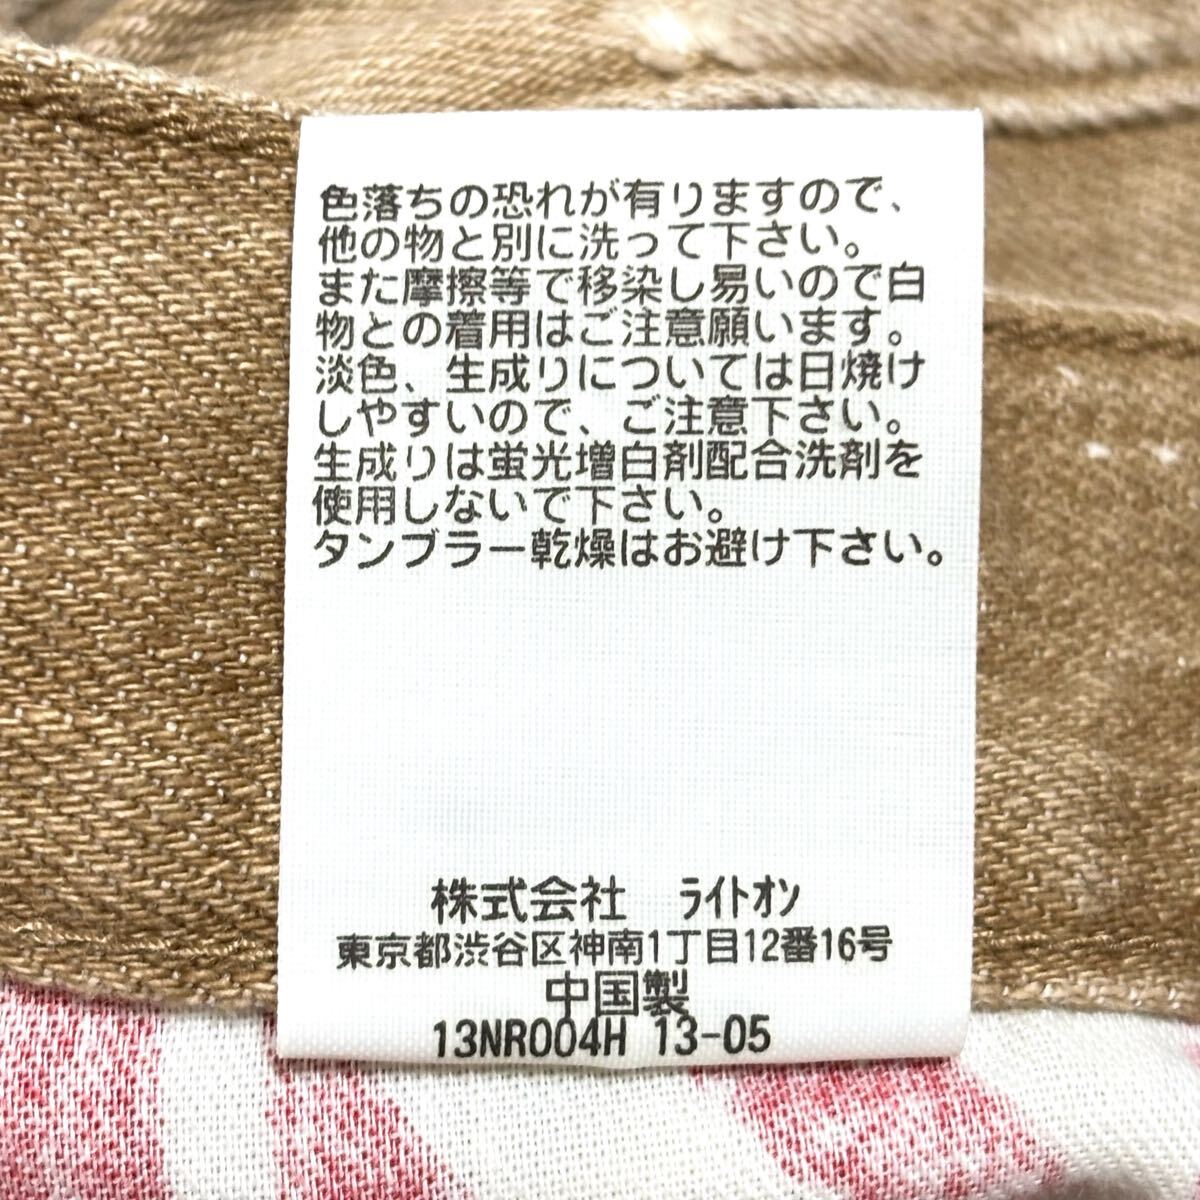 色落ちの恐れが有りますので、
他の物と別に洗って下さい。
また摩擦等で移染し易いので白
物との着用はご注意願います。
淡色、生成りについては日焼け
しやすいので、ご注意下さい。
生成りは蛍光増白剤配合洗剤を
使用しないで下さい。
タンブラー乾燥はお避け下さい。
株式会社 ライトオン
東京都渋谷区神南1丁目12番16号
中国製
13NR004H 13-05